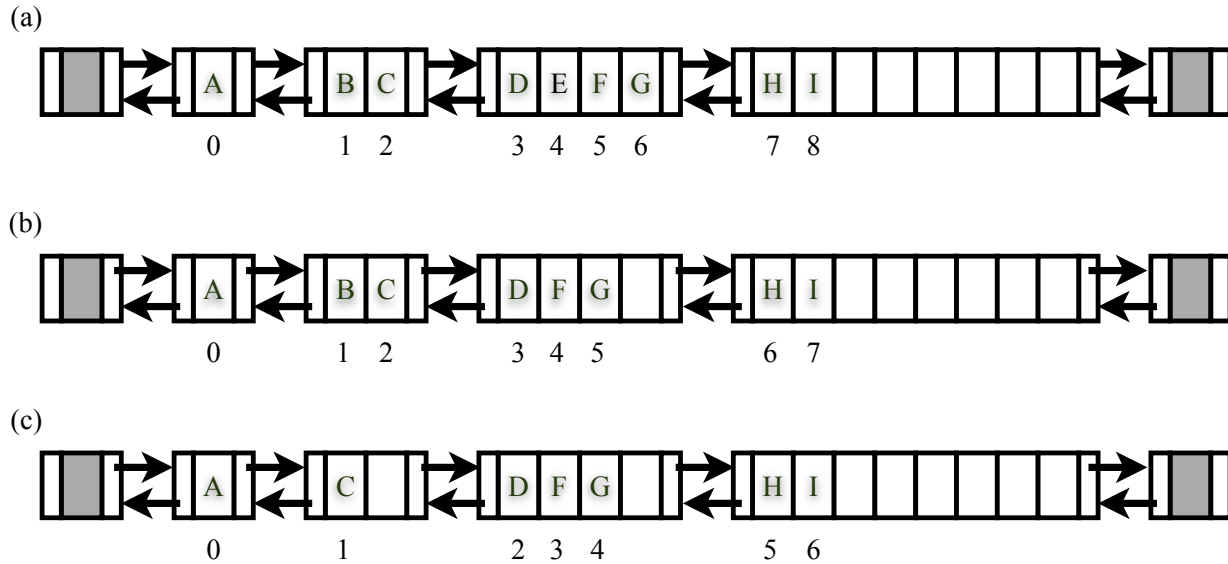 (a)
A B C D E F G H I
0 1 2 3 4 5 6 7 8
(b)
A B C D F G H I
0 1 2 3 4 5 6 7
(c)
A C D F G H I
0 1 2 3 4 5 6